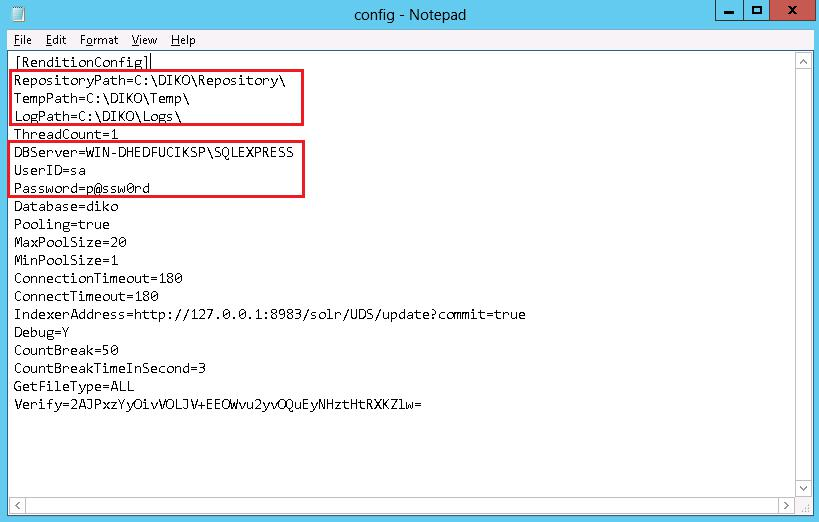 config - Notepad
File Edit Format View Help
[RenditionConfig]
RepositoryPath=C:\DIKO\Repository\
TempPath=C:\DIKO\Temp\
LogPath=C:\DIKO\Logs\
ThreadCount=1
DBServer=WIN-DHEDFUCIKSP\SQLEXPRESS
UserID=sa
Password=p@ssw0rd
Database=diko
Pooling=true
MaxPoolSize=20
MinPoolSize=1
ConnectionTimeout=180
ConnectTimeout=180
IndexerAddress=http://127.0.0.1:8983/solr/UDS/update?commit=true
Debug=Y
CountBreak=50
CountBreakTimeInSecond=3
GetFileType=ALL
Verify=2AJPxzYyOivVOLJV+EEOWvu2yvOQuEyNHztHtRXKZlw=